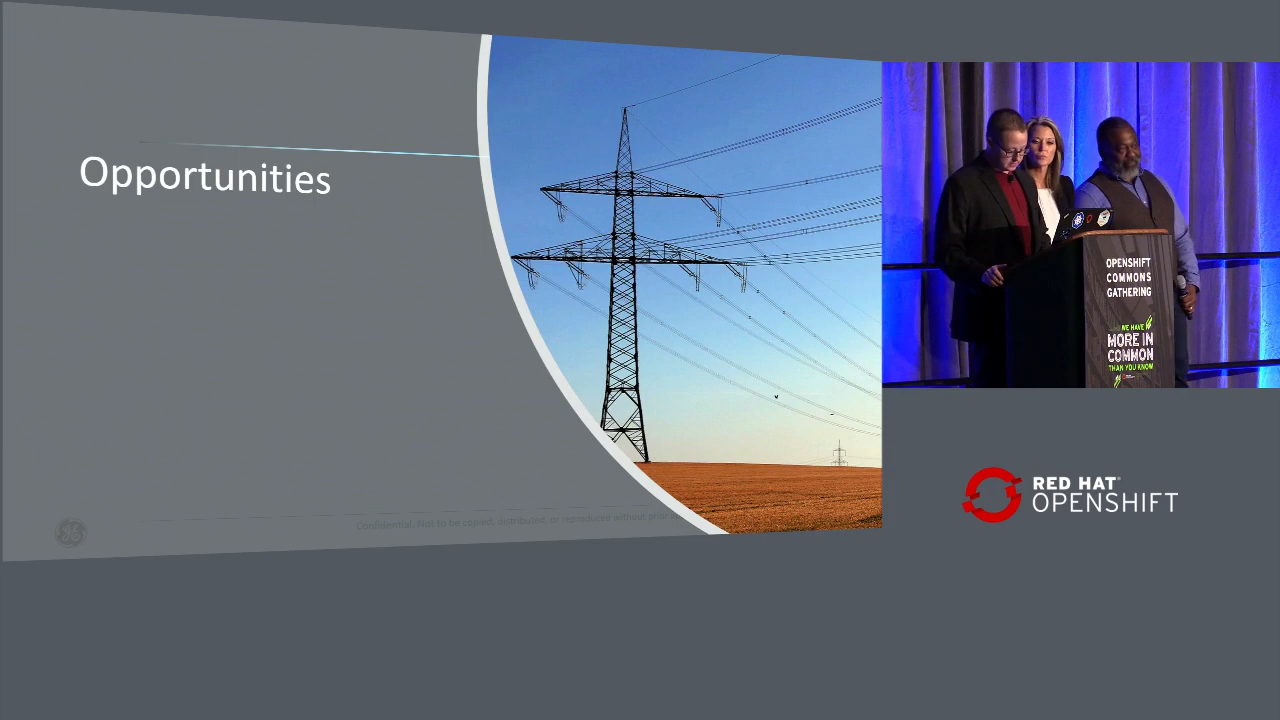 Opportunities
Confidential. Not to be copied, distributed, or reproduced without prior
OPENSHIFT
COMMONS
GATHERING
WE HAVE
MORE IN
COMMON
THAN YOU KNOW
RED HAT
OPENSHIFT